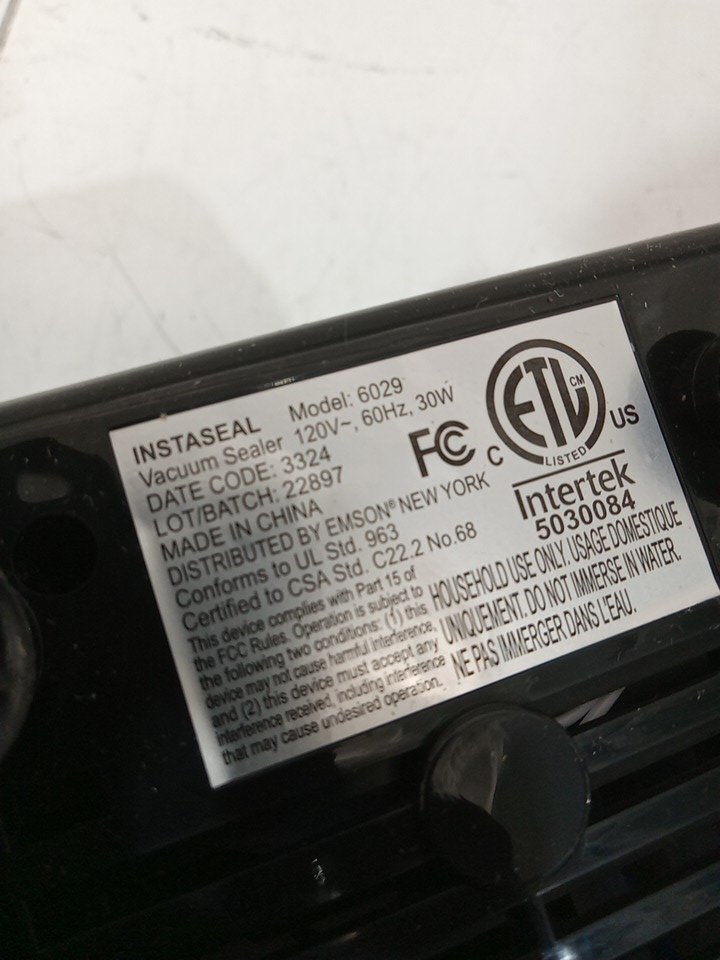 INSTASEAL Model: 6029
Vacuum Sealer 120V~, 60Hz, 30W
DATE CODE: 3324
LOT/BATCH: 22897
MADE IN CHINA
DISTRIBUTED BY EMSON® NEW YORK
Conforms to UL Std. 963
Certified to CSA Std. C22.2 No.68
This device complies with Part 15 of
the FCC Rules. Operation is subject to
the following two conditions: (1) this
device may not cause harmful interference,
and (2) this device must accept any
interference received, including interference
that may cause undesired operation.
FC
C ETL CM US
LISTED
Intertek
5030084
HOUSEHOLD USE ONLY. USAGE DOMESTIQUE
UNIQUEMENT. DO NOT IMMERSE IN WATER.
NE PAS IMMERGER DANS L'EAU.